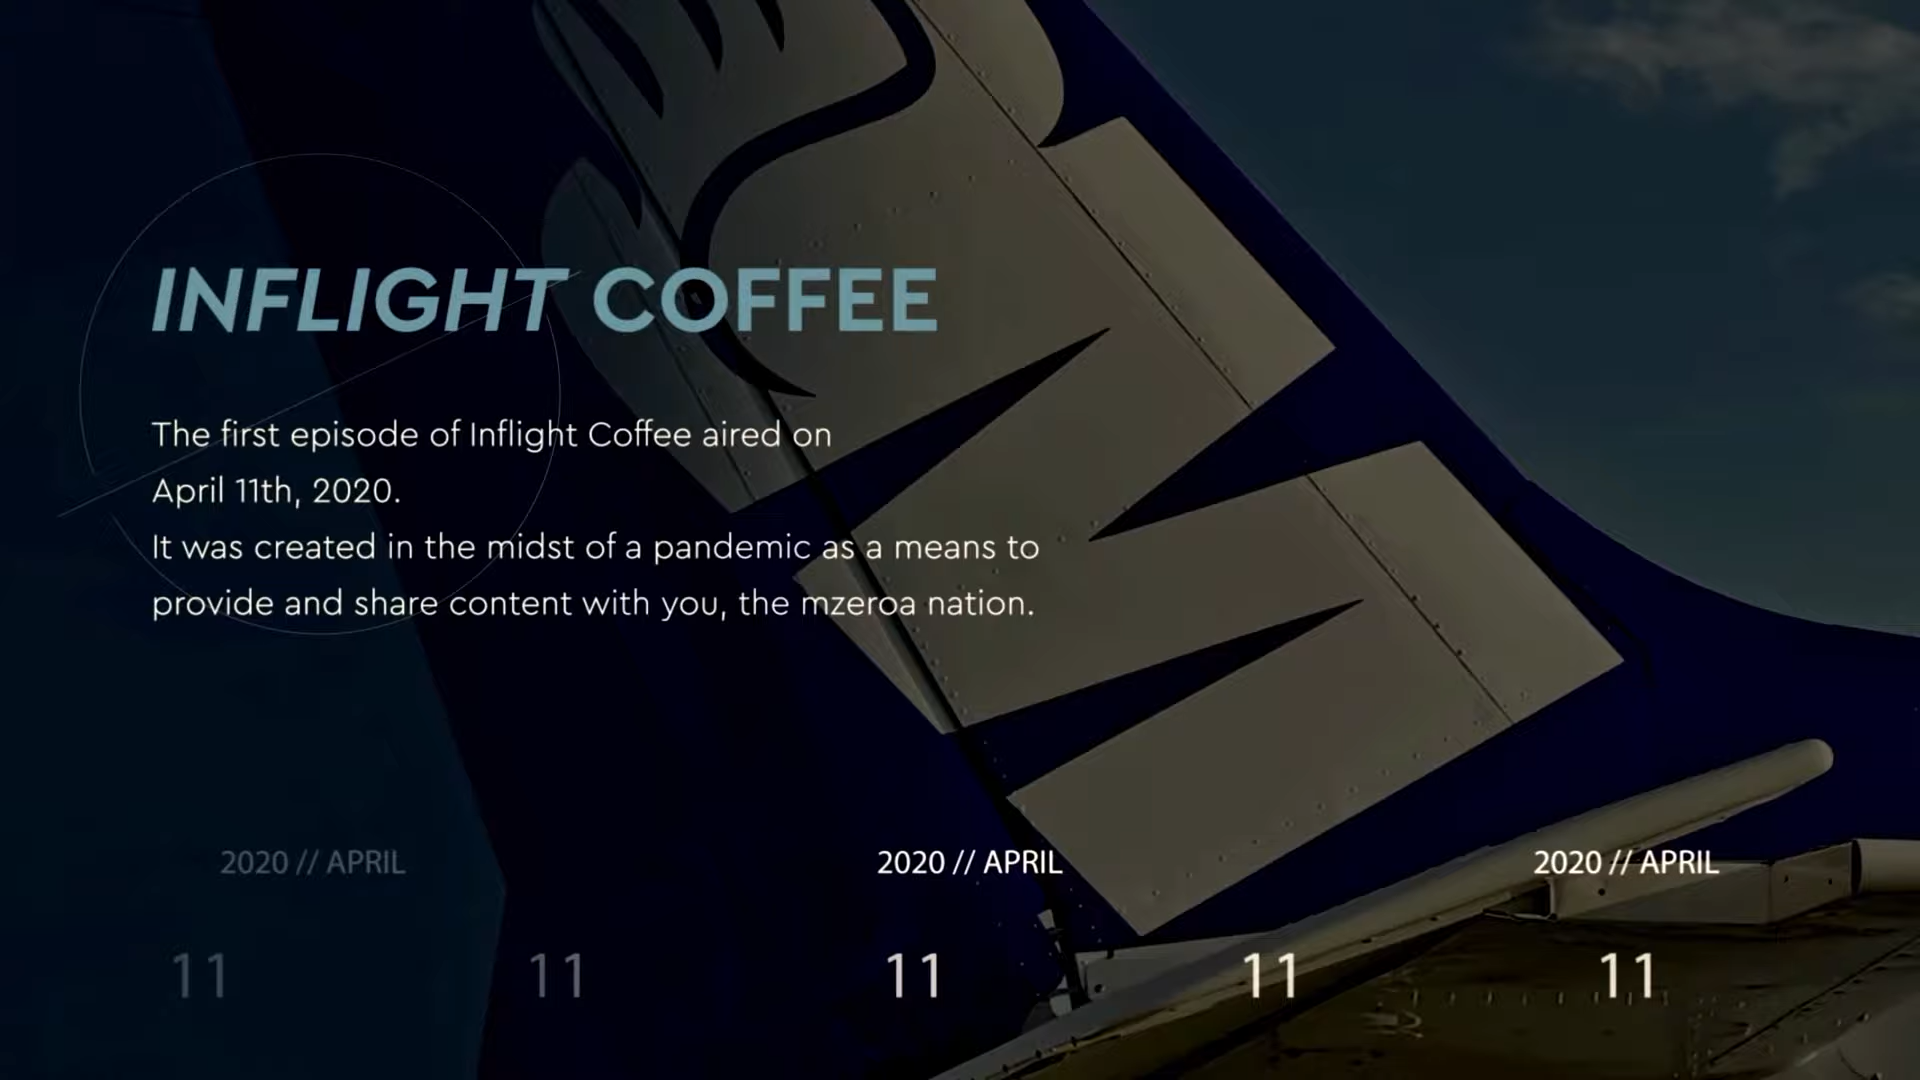 INFLIGHT COFFEE
The first episode of Inflight Coffee aired on
April 11th, 2020.
It was created in the midst of a pandemic as a means to
provide and share content with you, the mzeroa nation.
2020 // APRIL 2020 // APRIL 2020 // APRIL
11 11 11 11 11